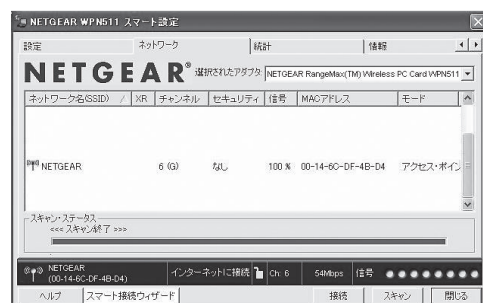 NETGEAR WPN511 スマート設定
設定 ネットワーク 統計 情報
NETGEAR® 選択されたアダプタ: NETGEAR RangeMax(TM) Wireless PC Card WPN511
ネットワーク名(SSID) XR チャンネル セキュリティ 信号 MACアドレス モード
NETGEAR 6 (G) なし 100 % 00-14-6C-DF-4B-D4 アクセス・ポイン
スキャン・ステータス
<<< スキャン終了 >>>
NETGEAR
(00-14-6C-DF-4B-D4) インターネットに接続 Ch: 6 54Mbps 信号
ヘルプ スマート接続ウィザード 接続 スキャン 閉じる